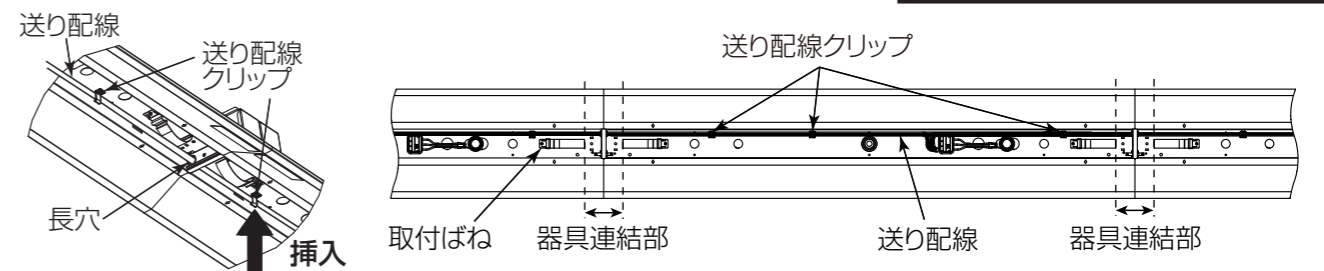 送り配線
送り配線
クリップ
長穴
挿入
送り配線クリップ
取付ばね
器具連結部
送り配線
器具連結部